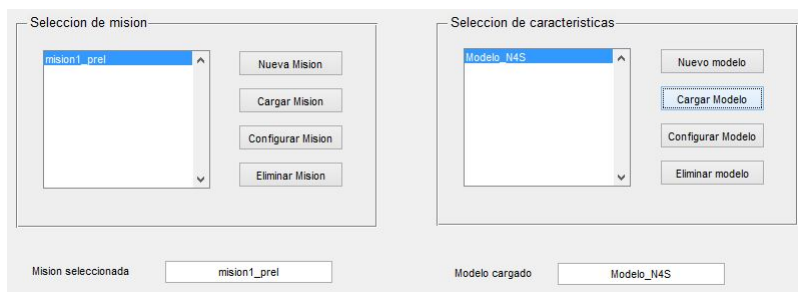 Seleccion de mision
mision1_prel
Nueva Mision
Cargar Mision
Configurar Mision
Eliminar Mision
Mision seleccionada
mision1_prel
Seleccion de caracteristicas
Modelo_N4S
Nuevo modelo
Cargar Modelo
Configurar Modelo
Eliminar modelo
Modelo cargado
Modelo_N4S